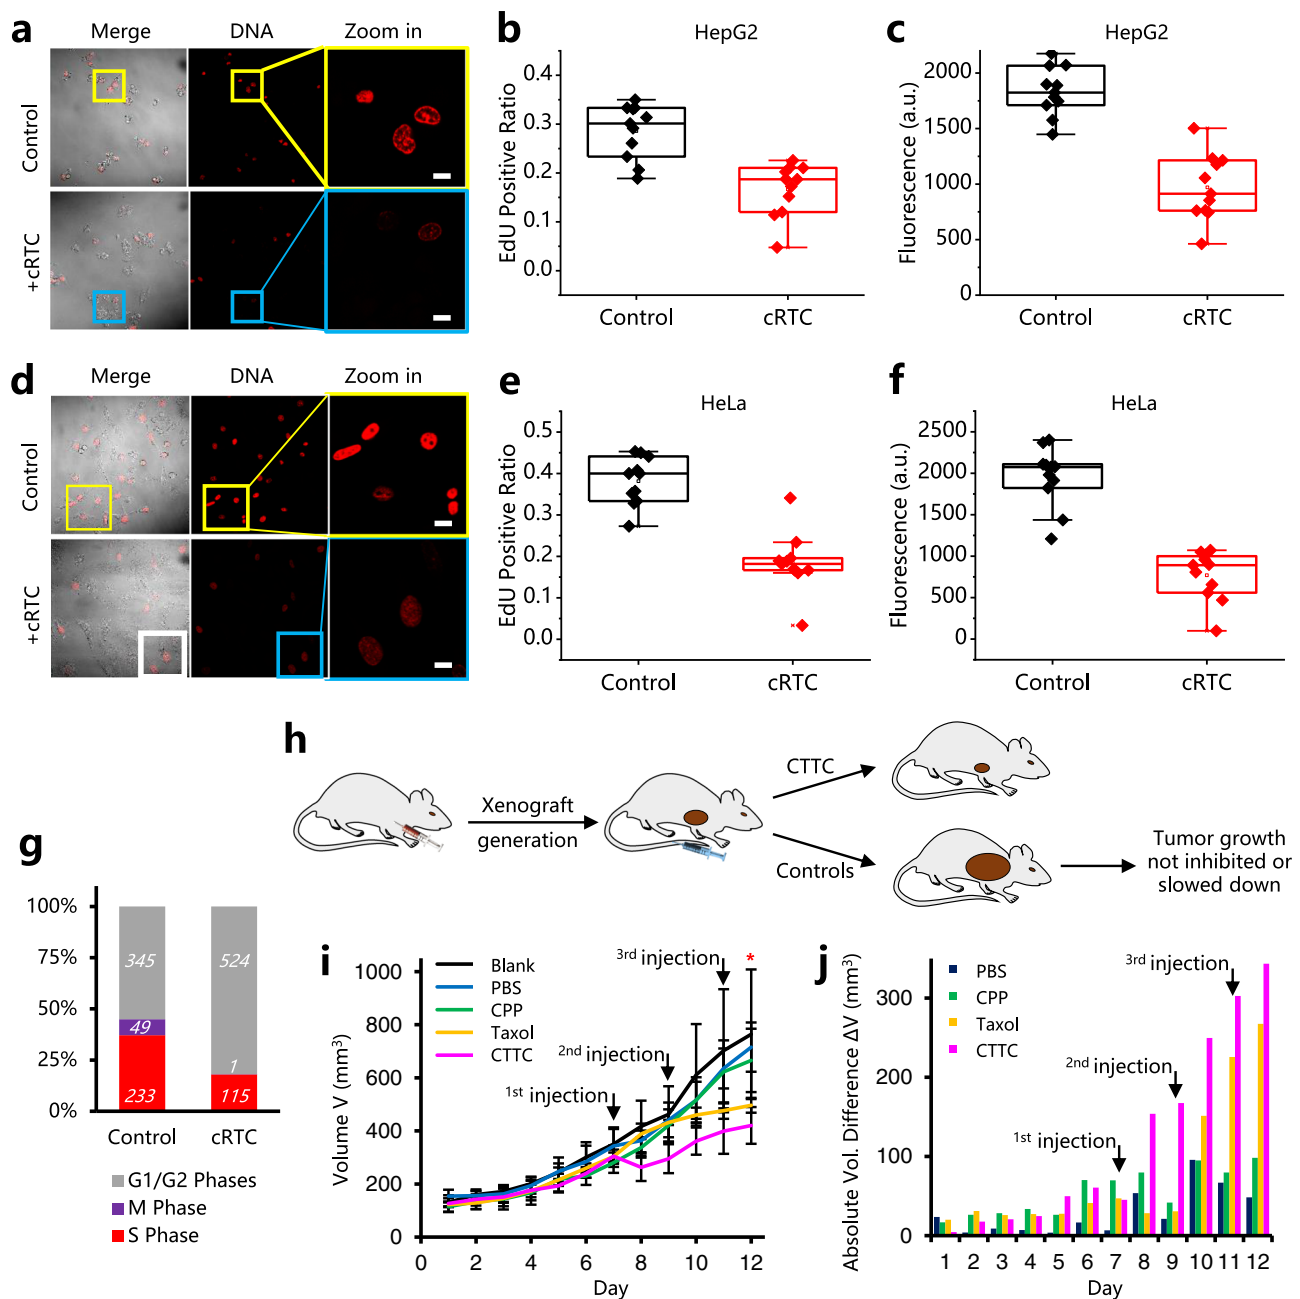 a
Merge
DNA
Zoom in
Control
+cRTC
b
HepG2
EdU Positive Ratio
0.4
0.3
0.2
0.1
0.0
Control
cRTC
c
HepG2
Fluorescence (a.u.)
2000
1500
1000
500
0
Control
cRTC
d
Merge
DNA
Zoom in
Control
+cRTC
e
HeLa
EdU Positive Ratio
0.5
0.4
0.3
0.2
0.1
0.0
Control
cRTC
f
HeLa
Fluorescence (a.u.)
2500
2000
1500
1000
500
0
Control
cRTC
g
100%
75%
50%
25%
0%
345
49
233
524
1
115
Control
cRTC
G1/G2 Phases
M Phase
S Phase
h
Xenograft
generation
CTTC
Controls
Tumor growth
not inhibited or
slowed down
i
Volume V (mm³)
1000
800
600
400
200
0
Blank
PBS
CPP
Taxol
CTTC
1st injection
2nd injection
3rd injection
*
0 2 4 6 8 10 12
Day
j
Absolute Vol. Difference ΔV (mm³)
300
150
0
PBS
CPP
Taxol
CTTC
1st injection
2nd injection
3rd injection
1 2 3 4 5 6 7 8 9 10 11 12
Day